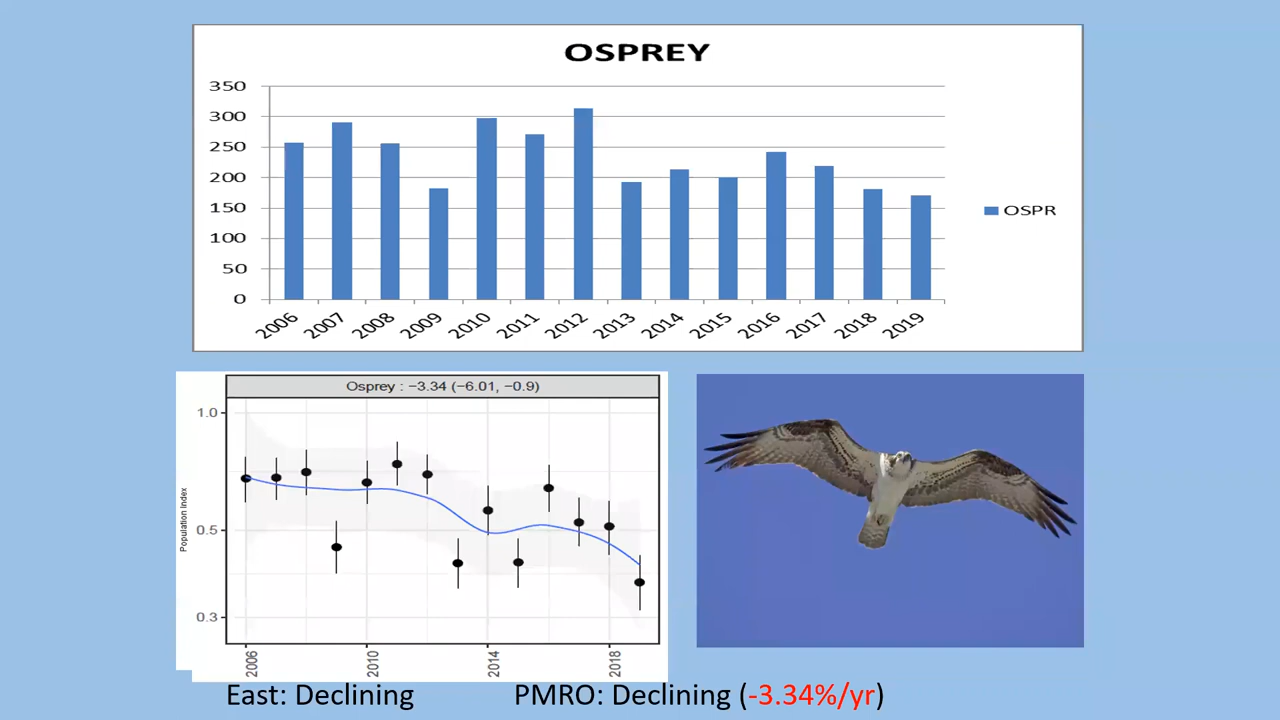 OSPREY
350
300
250
200
150
100
50
0
2006 2007 2008 2009 2010 2011 2012 2013 2014 2015 2016 2017 2018 2019
OSPR
Osprey : −3.34 (−6.01, −0.9)
Population Index
1.0
0.5
0.3
2006 2010 2014 2018
East: Declining
PMRO: Declining (-3.34%/yr)